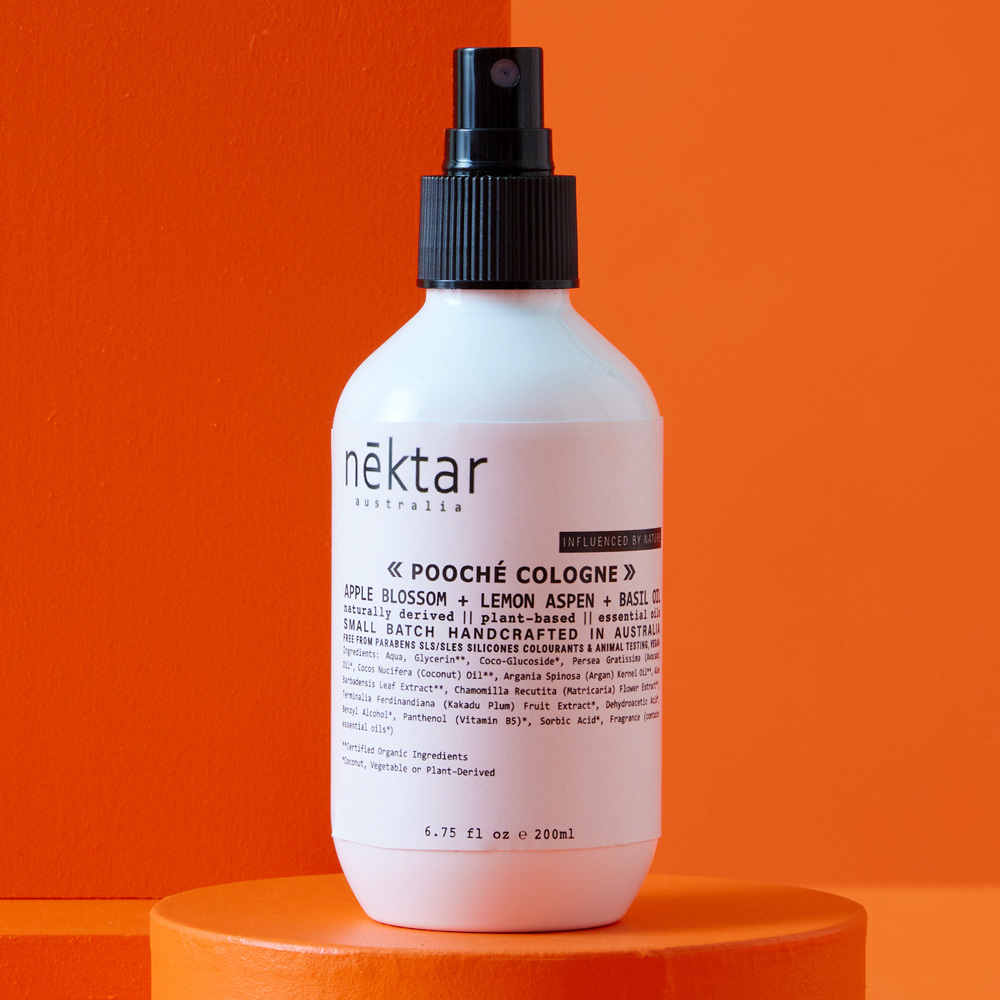 nēktar
australia
INFLUENCED BY NATURE
« POOCHÉ COLOGNE »
APPLE BLOSSOM + LEMON ASPEN + BASIL OIL
naturally derived || plant-based || essential oils
SMALL BATCH HANDCRAFTED IN AUSTRALIA
FREE FROM PARABENS SLS/SLES SILICONES COLOURANTS & ANIMAL TESTING, VEGAN
Ingredients: Aqua, Glycerin**, Coco-Glucoside*, Persea Gratissima (Avocado)
Oil*, Cocos Nucifera (Coconut) Oil**, Argania Spinosa (Argan) Kernel Oil**, Aloe
Barbadensis Leaf Extract**, Chamomilla Recutita (Matricaria) Flower Extract*,
Terminalia Ferdinandiana (Kakadu Plum) Fruit Extract*, Dehydroacetic Acid*,
Benzyl Alcohol*, Panthenol (Vitamin B5)*, Sorbic Acid*, Fragrance (contains
essential oils*)
**Certified Organic Ingredients
*Coconut, Vegetable or Plant-Derived
6.75 fl oz ℮ 200ml